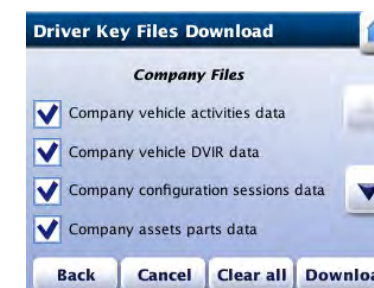 Driver Key Files Download
Company Files
Company vehicle activities data
Company vehicle DVIR data
Company configuration sessions data
Company assets parts data
Back Cancel Clear all Downloa